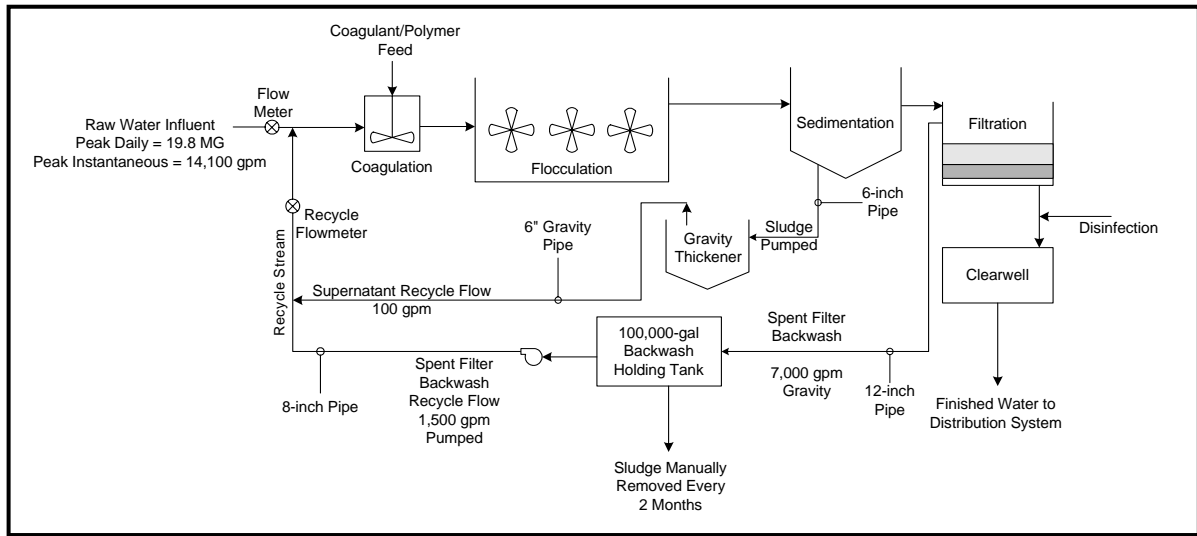 Coagulant/Polymer
Feed
Flow
Meter
Raw Water Influent
Peak Daily = 19.8 MG
Peak Instantaneous = 14,100 gpm
Coagulation
Flocculation
Sedimentation
Filtration
Recycle
Flowmeter
6" Gravity
Pipe
Gravity
Thickener
Sludge
Pumped
6-inch
Pipe
Disinfection
Clearwell
Recycle Stream
Supernatant Recycle Flow
100 gpm
8-inch Pipe
Spent Filter
Backwash
Recycle Flow
1,500 gpm
Pumped
100,000-gal
Backwash
Holding Tank
Spent Filter
Backwash
7,000 gpm
Gravity
12-inch
Pipe
Finished Water to
Distribution System
Sludge Manually
Removed Every
2 Months